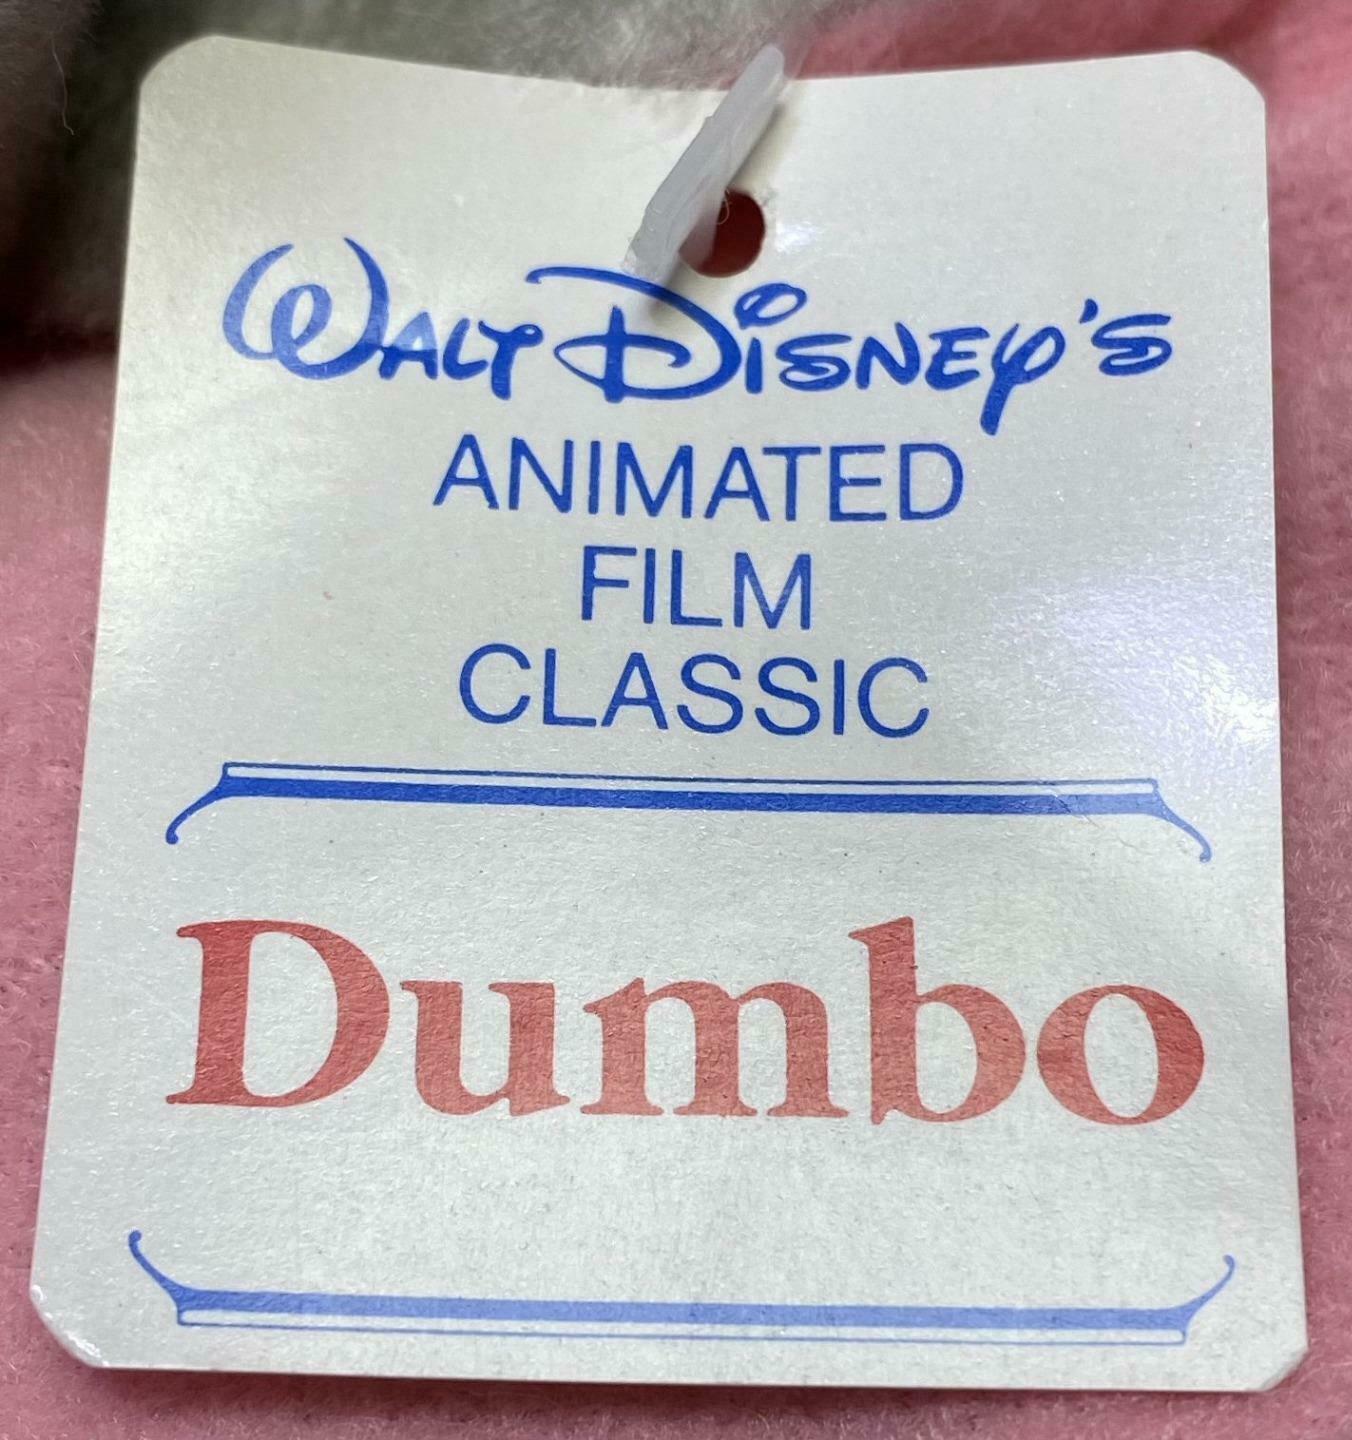 WALT DISNEY'S
ANIMATED
FILM
CLASSIC
Dumbo